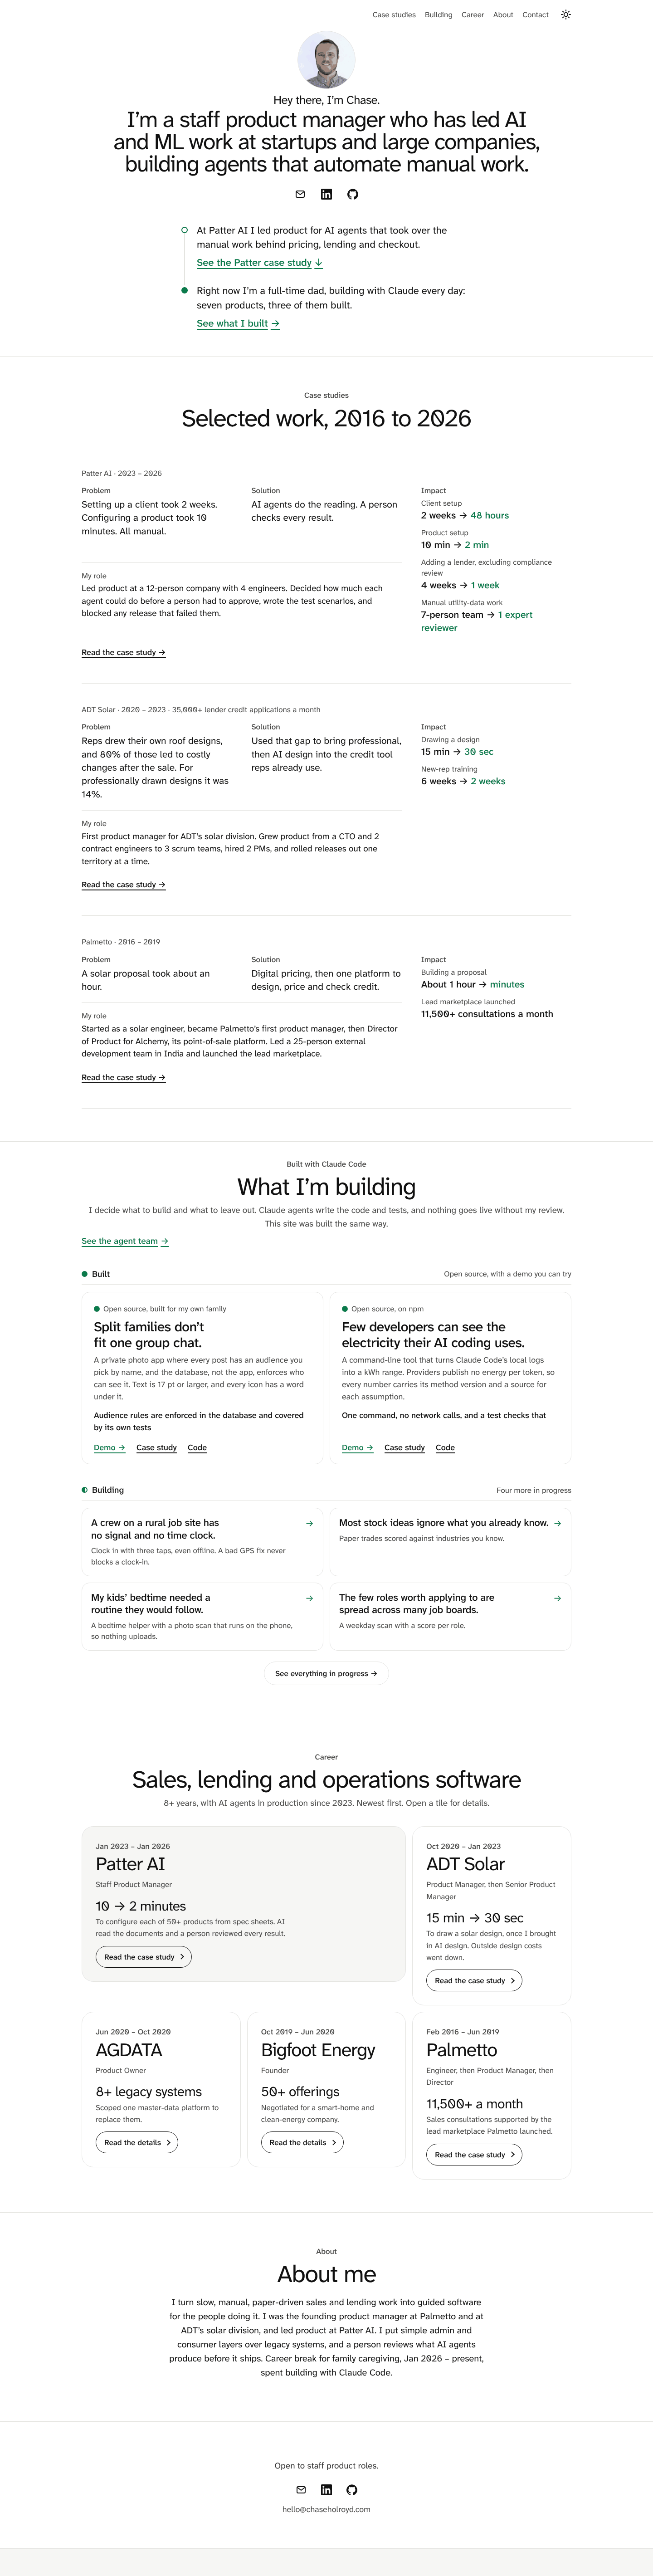 Case studies Building Career About Contact
Hey there, I’m Chase.
I’m a staff product manager who has led AI
and ML work at startups and large companies,
building agents that automate manual work.
At Patter AI I led product for AI agents that took over the
manual work behind pricing, lending and checkout.
See the Patter case study ↓
Right now I’m a full-time dad, building with Claude every day:
seven products, three of them built.
See what I built →
Case studies
Selected work, 2016 to 2026
Patter AI · 2023 – 2026
Problem
Setting up a client took 2 weeks.
Configuring a product took 10
minutes. All manual.
Solution
AI agents do the reading. A person
checks every result.
Impact
Client setup
2 weeks → 48 hours
Product setup
10 min → 2 min
Adding a lender, excluding compliance
review
4 weeks → 1 week
Manual utility-data work
7-person team → 1 expert
reviewer
My role
Led product at a 12-person company with 4 engineers. Decided how much each
agent could do before a person had to approve, wrote the test scenarios, and
blocked any release that failed them.
Read the case study →
ADT Solar · 2020 – 2023 · 35,000+ lender credit applications a month
Problem
Reps drew their own roof designs,
and 80% of those led to costly
changes after the sale. For
professionally drawn designs it was
14%.
Solution
Used that gap to bring professional,
then AI design into the credit tool
reps already use.
Impact
Drawing a design
15 min → 30 sec
New-rep training
6 weeks → 2 weeks
My role
First product manager for ADT’s solar division. Grew product from a CTO and 2
contract engineers to 3 scrum teams, hired 2 PMs, and rolled releases out one
territory at a time.
Read the case study →
Palmetto · 2016 – 2019
Problem
A solar proposal took about an
hour.
Solution
Digital pricing, then one platform to
design, price and check credit.
Impact
Building a proposal
About 1 hour → minutes
Lead marketplace launched
11,500+ consultations a month
My role
Started as a solar engineer, became Palmetto’s first product manager, then Director
of Product for Alchemy, its point-of-sale platform. Led a 25-person external
development team in India and launched the lead marketplace.
Read the case study →
Built with Claude Code
What I’m building
I decide what to build and what to leave out. Claude agents write the code and tests, and nothing goes live without my review.
This site was built the same way.
See the agent team →
Built
Open source, with a demo you can try
Open source, built for my own family
Split families don’t
fit one group chat.
A private photo app where every post has an audience you
pick by name, and the database, not the app, enforces who
can see it. Text is 17 pt or larger, and every icon has a word
under it.
Audience rules are enforced in the database and covered
by its own tests
Demo → Case study Code
Open source, on npm
Few developers can see the
electricity their AI coding uses.
A command-line tool that turns Claude Code’s local logs
into a kWh range. Providers publish no energy per token, so
every number carries its method version and a source for
each assumption.
One command, no network calls, and a test checks that
Demo → Case study Code
Building
Four more in progress
A crew on a rural job site has
no signal and no time clock.
→
Clock in with three taps, even offline. A bad GPS fix never
blocks a clock-in.
Most stock ideas ignore what you already know. →
Paper trades scored against industries you know.
My kids’ bedtime needed a
routine they would follow.
→
A bedtime helper with a photo scan that runs on the phone,
so nothing uploads.
The few roles worth applying to are
spread across many job boards.
→
A weekday scan with a score per role.
See everything in progress →
Career
Sales, lending and operations software
8+ years, with AI agents in production since 2023. Newest first. Open a tile for details.
Jan 2023 – Jan 2026
Patter AI
Staff Product Manager
10 → 2 minutes
To configure each of 50+ products from spec sheets. AI
read the documents and a person reviewed every result.
Read the case study
Oct 2020 – Jan 2023
ADT Solar
Product Manager, then Senior Product
Manager
15 min → 30 sec
To draw a solar design, once I brought
in AI design. Outside design costs
went down.
Read the case study
Jun 2020 – Oct 2020
AGDATA
Product Owner
8+ legacy systems
Scoped one master-data platform to
replace them.
Read the details
Oct 2019 – Jun 2020
Bigfoot Energy
Founder
50+ offerings
Negotiated for a smart-home and
clean-energy company.
Read the details
Feb 2016 – Jun 2019
Palmetto
Engineer, then Product Manager, then
Director
11,500+ a month
Sales consultations supported by the
lead marketplace Palmetto launched.
Read the case study
About
About me
I turn slow, manual, paper-driven sales and lending work into guided software
for the people doing it. I was the founding product manager at Palmetto and at
ADT’s solar division, and led product at Patter AI. I put simple admin and
consumer layers over legacy systems, and a person reviews what AI agents
produce before it ships. Career break for family caregiving, Jan 2026 – present,
spent building with Claude Code.
Open to staff product roles.
hello@chaseholroyd.com